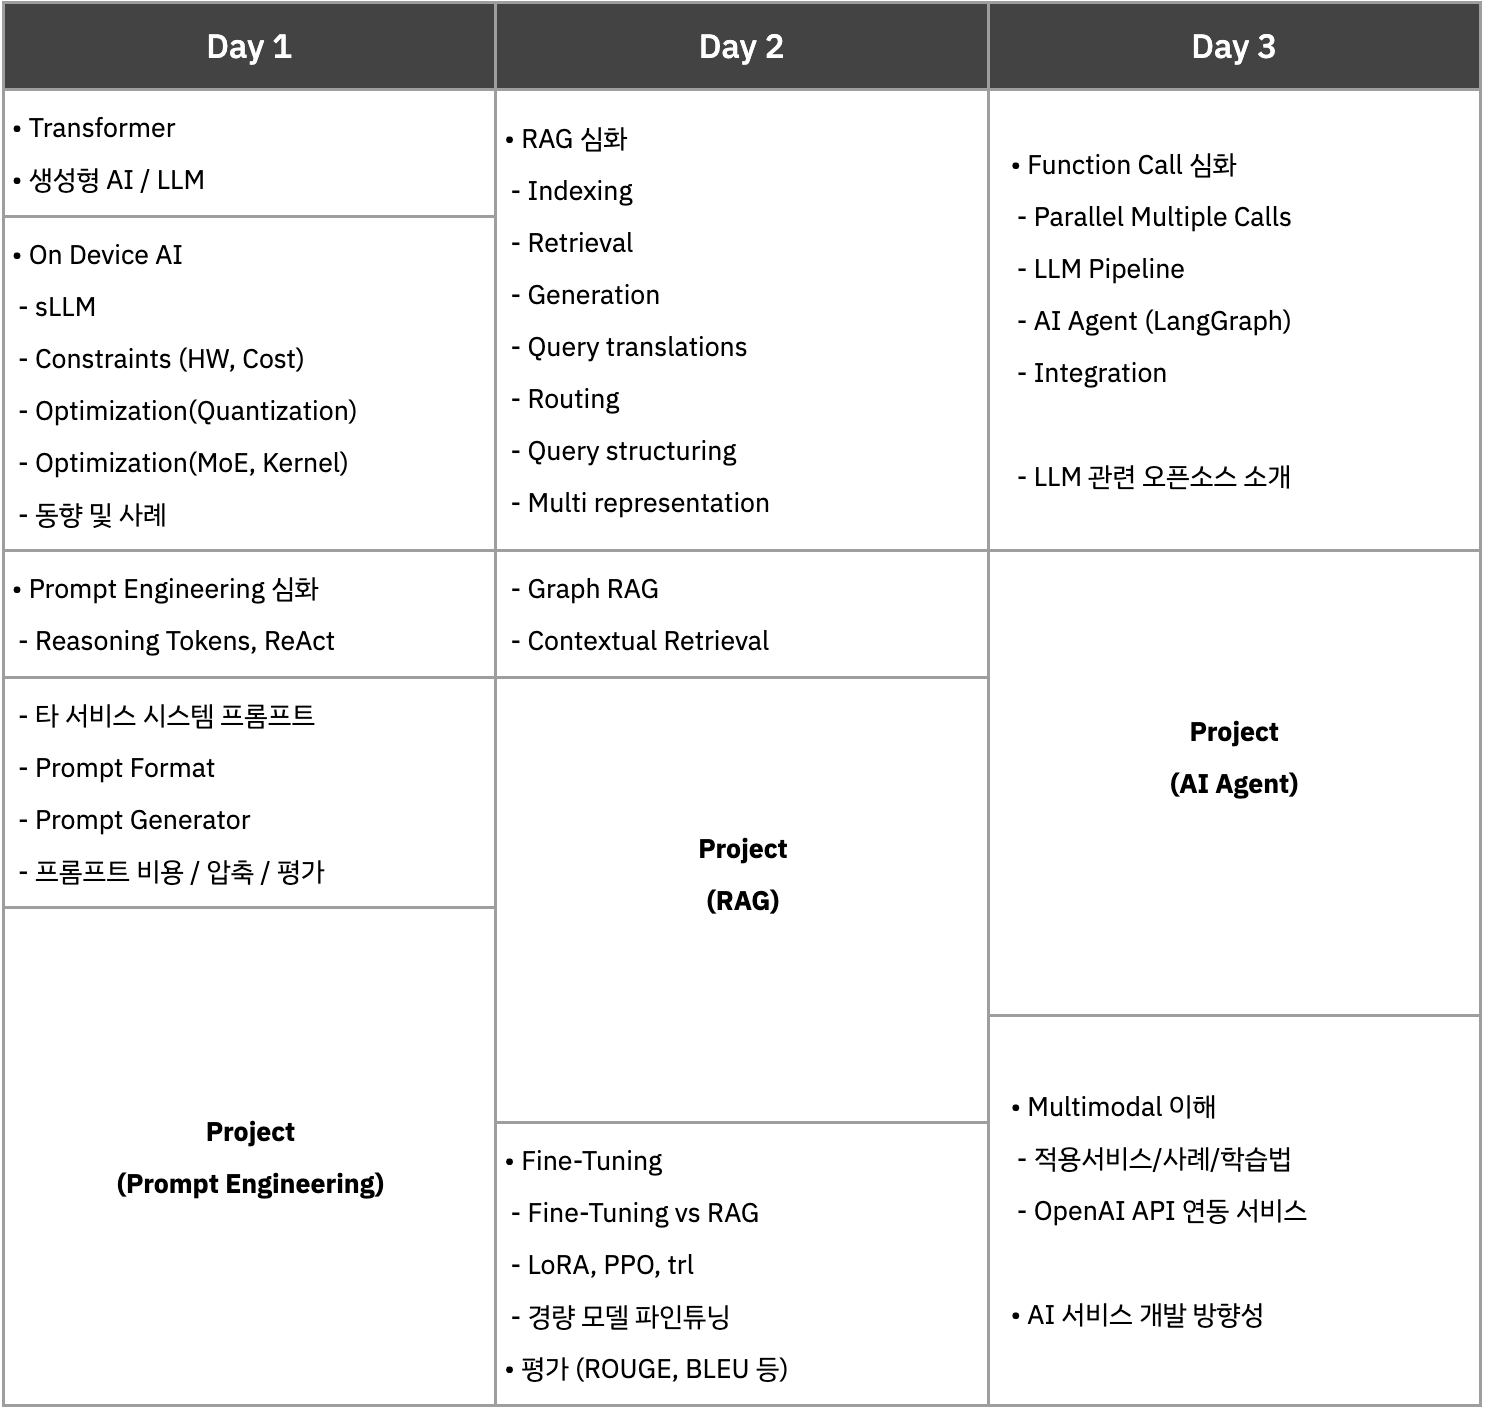 Day 1
• Transformer
• 생성형 AI / LLM
• On Device AI
- sLLM
- Constraints (HW, Cost)
- Optimization(Quantization)
- Optimization(MoE, Kernel)
- 동향 및 사례
• Prompt Engineering 심화
- Reasoning Tokens, ReAct
- 타 서비스 시스템 프롬프트
- Prompt Format
- Prompt Generator
- 프롬프트 비용 / 압축 / 평가
Project
(Prompt Engineering)
Day 2
• RAG 심화
- Indexing
- Retrieval
- Generation
- Query translations
- Routing
- Query structuring
- Multi representation
- Graph RAG
- Contextual Retrieval
Project
(RAG)
• Fine-Tuning
- Fine-Tuning vs RAG
- LoRA, PPO, trl
- 경량 모델 파인튜닝
• 평가 (ROUGE, BLEU 등)
Day 3
• Function Call 심화
- Parallel Multiple Calls
- LLM Pipeline
- AI Agent (LangGraph)
- Integration
- LLM 관련 오픈소스 소개
Project
(AI Agent)
• Multimodal 이해
- 적용서비스/사례/학습법
- OpenAI API 연동 서비스
• AI 서비스 개발 방향성